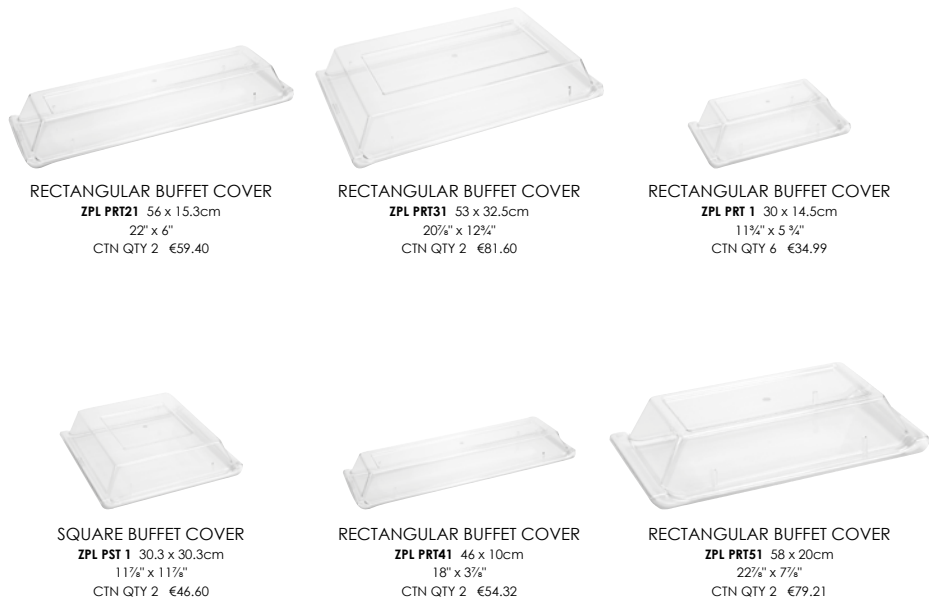 RECTANGULAR BUFFET COVER
ZPL PRT21 56 x 15.3cm
22" x 6"
CTN QTY 2 €59.40
RECTANGULAR BUFFET COVER
ZPL PRT31 53 x 32.5cm
20⅞" x 12¾"
CTN QTY 2 €81.60
RECTANGULAR BUFFET COVER
ZPL PRT 1 30 x 14.5cm
11¾" x 5 ¾"
CTN QTY 6 €34.99
SQUARE BUFFET COVER
ZPL PST 1 30.3 x 30.3cm
11⅞" x 11⅞"
CTN QTY 2 €46.60
RECTANGULAR BUFFET COVER
ZPL PRT41 46 x 10cm
18" x 3⅞"
CTN QTY 2 €54.32
RECTANGULAR BUFFET COVER
ZPL PRT51 58 x 20cm
22⅞" x 7⅞"
CTN QTY 2 €79.21